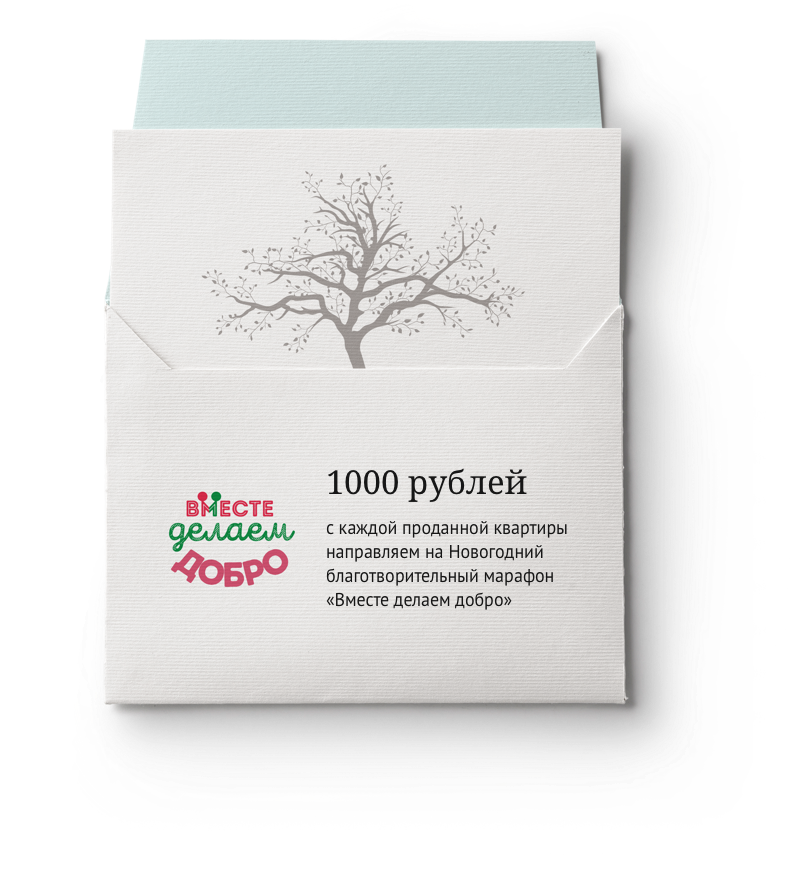 ВМЕСТЕ
делаем
ДОБРО
1000 рублей
с каждой проданной квартиры
направляем на Новогодний
благотворительный марафон
«Вместе делаем добро»